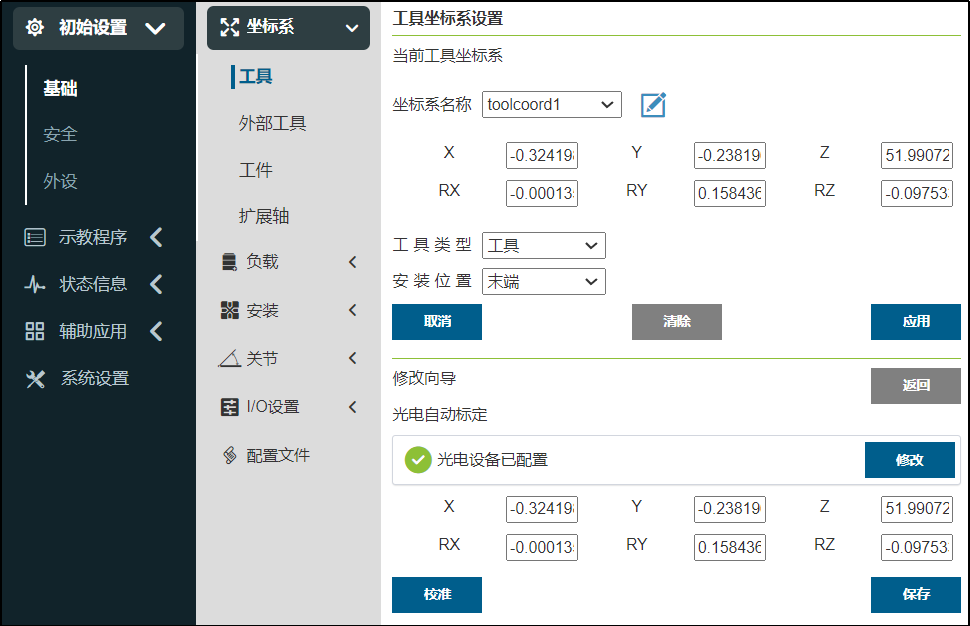 初始设置
基础
安全
外设
示教程序
状态信息
辅助应用
系统设置
坐标系
工具
外部工具
工件
扩展轴
负载
安装
关节
I/O设置
配置文件
工具坐标系设置
当前工具坐标系
坐标系名称 toolcoord1
X -0.32419 Y -0.23819 Z 51.99072
RX -0.00013 RY 0.158436 RZ -0.09753
工具类型 工具
安装位置 末端
取消 清除 应用
修改向导 返回
光电自动标定
光电设备已配置 修改
X -0.32419 Y -0.23819 Z 51.99072
RX -0.00013 RY 0.158436 RZ -0.09753
校准 保存